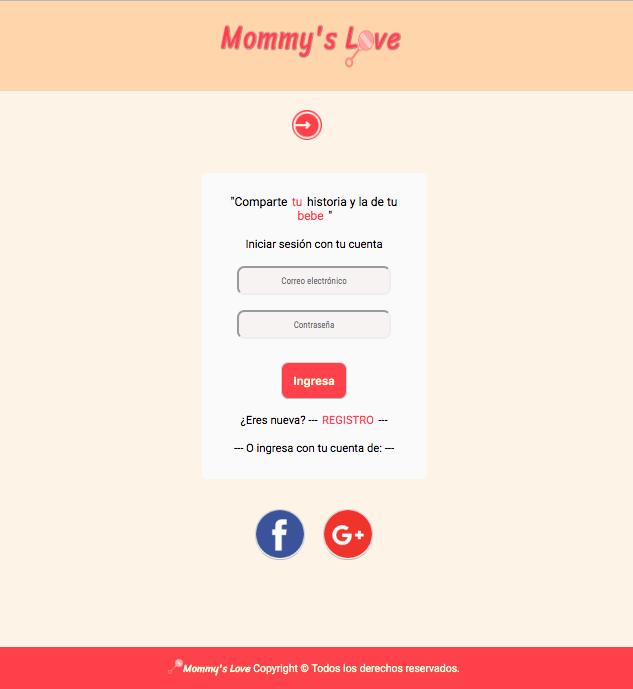 Mommy's Love
"Comparte tu historia y la de tu
bebe "
Iniciar sesión con tu cuenta
Correo electrónico
Contraseña
Ingresa
¿Eres nueva? --- REGISTRO ---
--- O ingresa con tu cuenta de: ---
f
G+
Mommy's Love Copyright © Todos los derechos reservados.